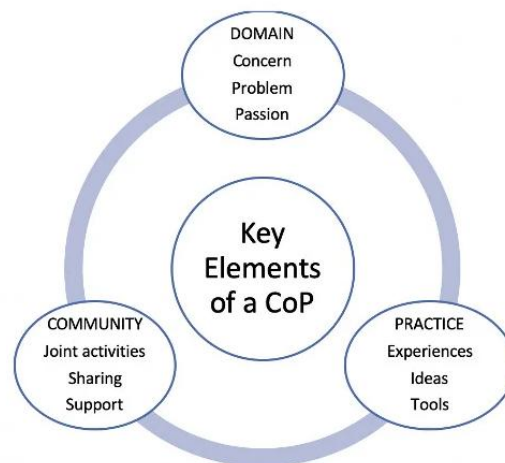 DOMAIN
Concern
Problem
Passion
Key
Elements
of a CoP
COMMUNITY
Joint activities
Sharing
Support
PRACTICE
Experiences
Ideas
Tools